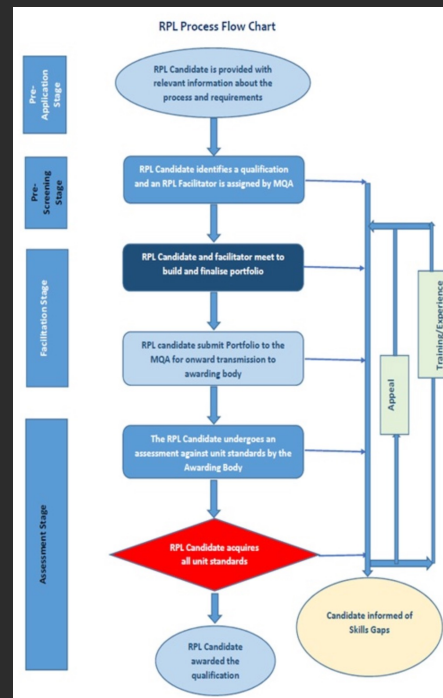 RPL Process Flow Chart
Pre-
Application
Stage
RPL Candidate is provided with
relevant information about the
process and requirements
Pre-
Screening
Stage
RPL Candidate identifies a qualification
and an RPL Facilitator is assigned by MQA
Facilitation Stage
RPL Candidate and facilitator meet to
build and finalise portfolio
RPL candidate submit Portfolio to the
MQA for onward transmission to
awarding body
Training/Experience
Appeal
Assessment Stage
The RPL Candidate undergoes an
assessment against unit standards by the
Awarding Body
RPL Candidate acquires
all unit standards
Candidate informed of
Skills Gaps
RPL Candidate
awarded the
qualification